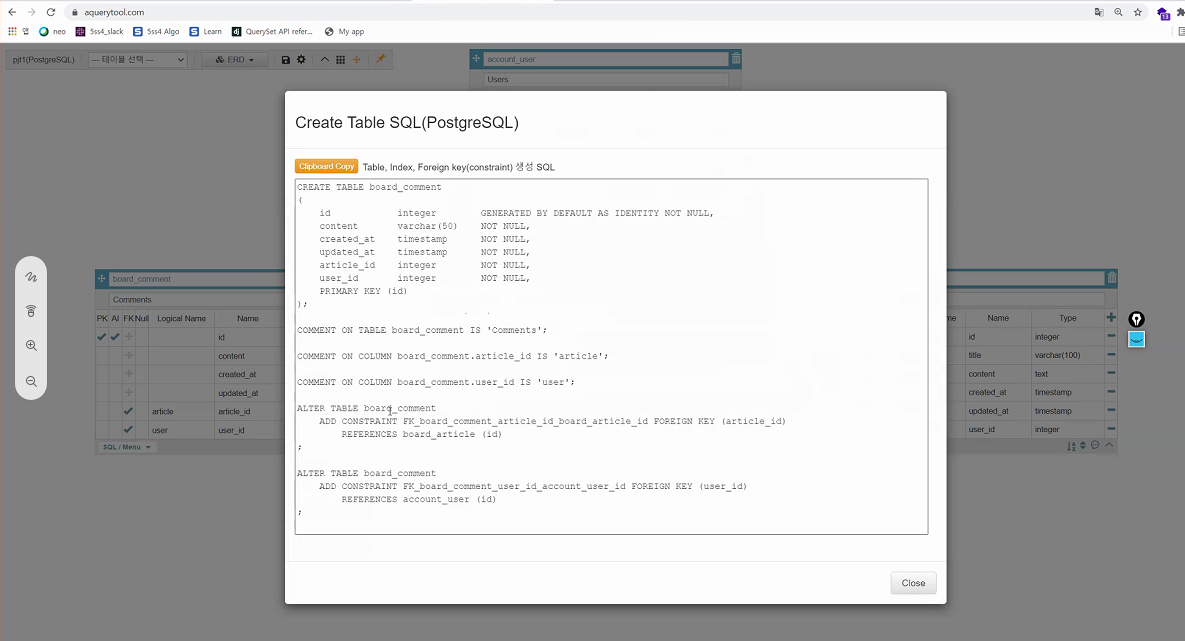 aquerytool.com
앱
neo
5ss4_slack
5ss4 Algo
Learn
QuerySet API refer...
My app
13
pjt1(PostgreSQL)
--- 테이블 선택 ---
ERD
account_user
Users
Create Table SQL(PostgreSQL)
Clipboard Copy
Table, Index, Foreign key(constraint) 생성 SQL
CREATE TABLE board_comment
(
id integer GENERATED BY DEFAULT AS IDENTITY NOT NULL,
content varchar(50) NOT NULL,
created_at timestamp NOT NULL,
updated_at timestamp NOT NULL,
article_id integer NOT NULL,
user_id integer NOT NULL,
PRIMARY KEY (id)
);
COMMENT ON TABLE board_comment IS 'Comments';
COMMENT ON COLUMN board_comment.article_id IS 'article';
COMMENT ON COLUMN board_comment.user_id IS 'user';
ALTER TABLE board_comment
ADD CONSTRAINT FK_board_comment_article_id_board_article_id FOREIGN KEY (article_id)
REFERENCES board_article (id)
;
ALTER TABLE board_comment
ADD CONSTRAINT FK_board_comment_user_id_account_user_id FOREIGN KEY (user_id)
REFERENCES account_user (id)
;
Close
board_comment
Comments
PK AI FK Null Logical Name Name
id
content
created_at
updated_at
article article_id
user user_id
SQL / Menu
me Name Type
id integer
title varchar(100)
content text
created_at timestamp
updated_at timestamp
user_id integer